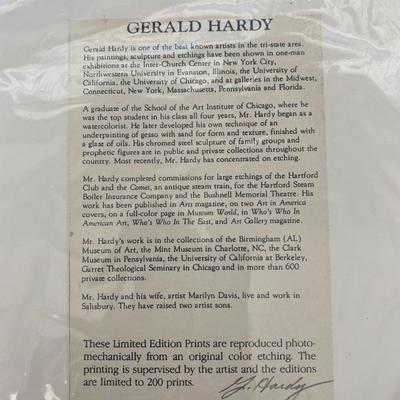 GERALD HARDY
Gerald Hardy is one of the best known artists in the tri-state area.
His paintings, sculpture and etchings have been shown in one-man
exhibitions at the Inter-Church Center in New York City,
Northwestern University in Evanston, Illinois, the University of
California, the University of Chicago, and at galleries in the Midwest,
Connecticut, New York, Massachusetts, Pennsylvania and Florida.
A graduate of the School of the Art Institute of Chicago, where he
was the top student in his class all four years, Mr. Hardy began as a
watercolorist. He later developed his own technique of an
underpainting of gesso with sand for form and texture, finished with
a glaze of oils. His chromed steel sculpture of family groups and
prophetic figures are in public and private collections throughout the
country. Most recently, Mr. Hardy has concentrated on etching.
Mr. Hardy completed commissions for large etchings of the Hartford
Club and the Comet, an antique steam train, for the Hartford Steam
Boiler Insurance Company and the Bushnell Memorial Theatre. His
work has been published in Arts magazine, on two Art in America
covers, on a full-color page in Museum World, in Who's Who In
American Art, Who's Who In The East, and Art Gallery magazine.
Mr. Hardy's work is in the collections of the Birmingham (AL)
Museum of Art, the Mint Museum in Charlotte, NC, the Clark
Museum in Pennsylvania, the University of California at Berkeley,
Garret Theological Seminary in Chicago and in more than 600
private collections.
Mr. Hardy and his wife, artist Marilyn Davis, live and work in
Salisbury. They have raised two artist sons.
These Limited Edition Prints are reproduced photo-
mechanically from an original color etching. The
printing is supervised by the artist and the editions
are limited to 200 prints.
G. Hardy